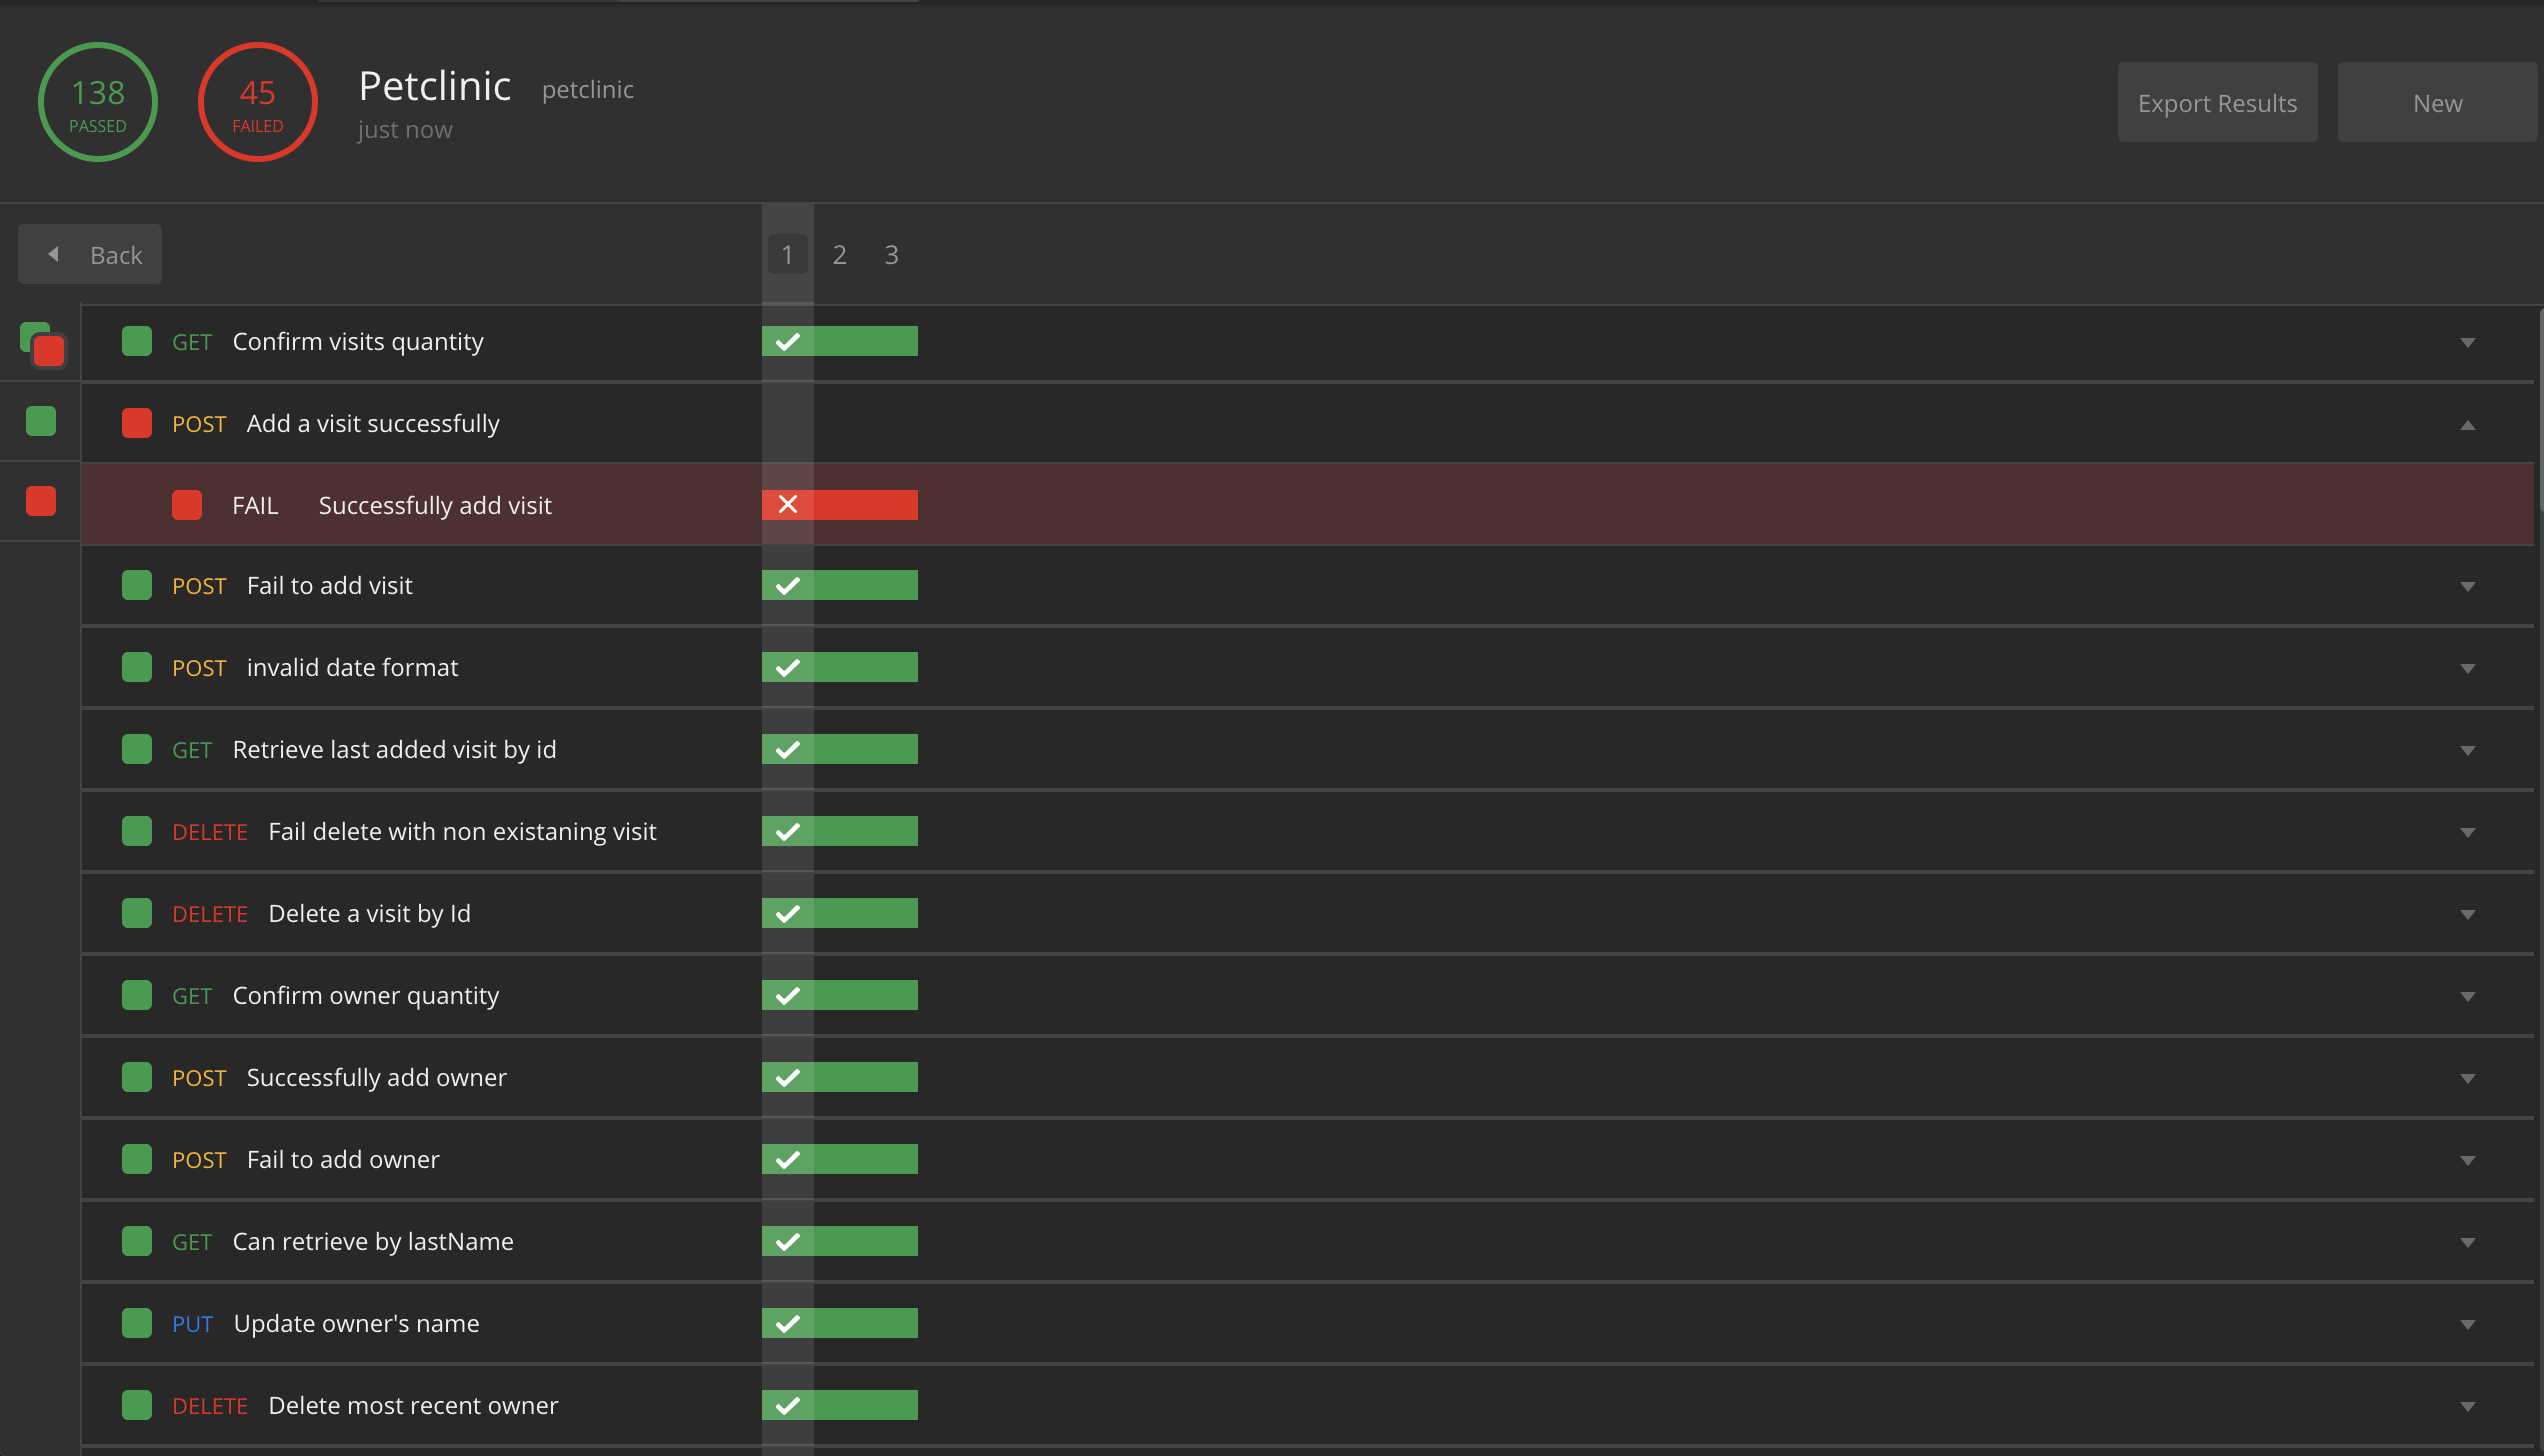 138
PASSED
45
FAILED
Petclinic petclinic
just now
Export Results
New
Back
1 2 3
GET Confirm visits quantity
POST Add a visit successfully
FAIL Successfully add visit
POST Fail to add visit
POST invalid date format
GET Retrieve last added visit by id
DELETE Fail delete with non existaning visit
DELETE Delete a visit by Id
GET Confirm owner quantity
POST Successfully add owner
POST Fail to add owner
GET Can retrieve by lastName
PUT Update owner's name
DELETE Delete most recent owner